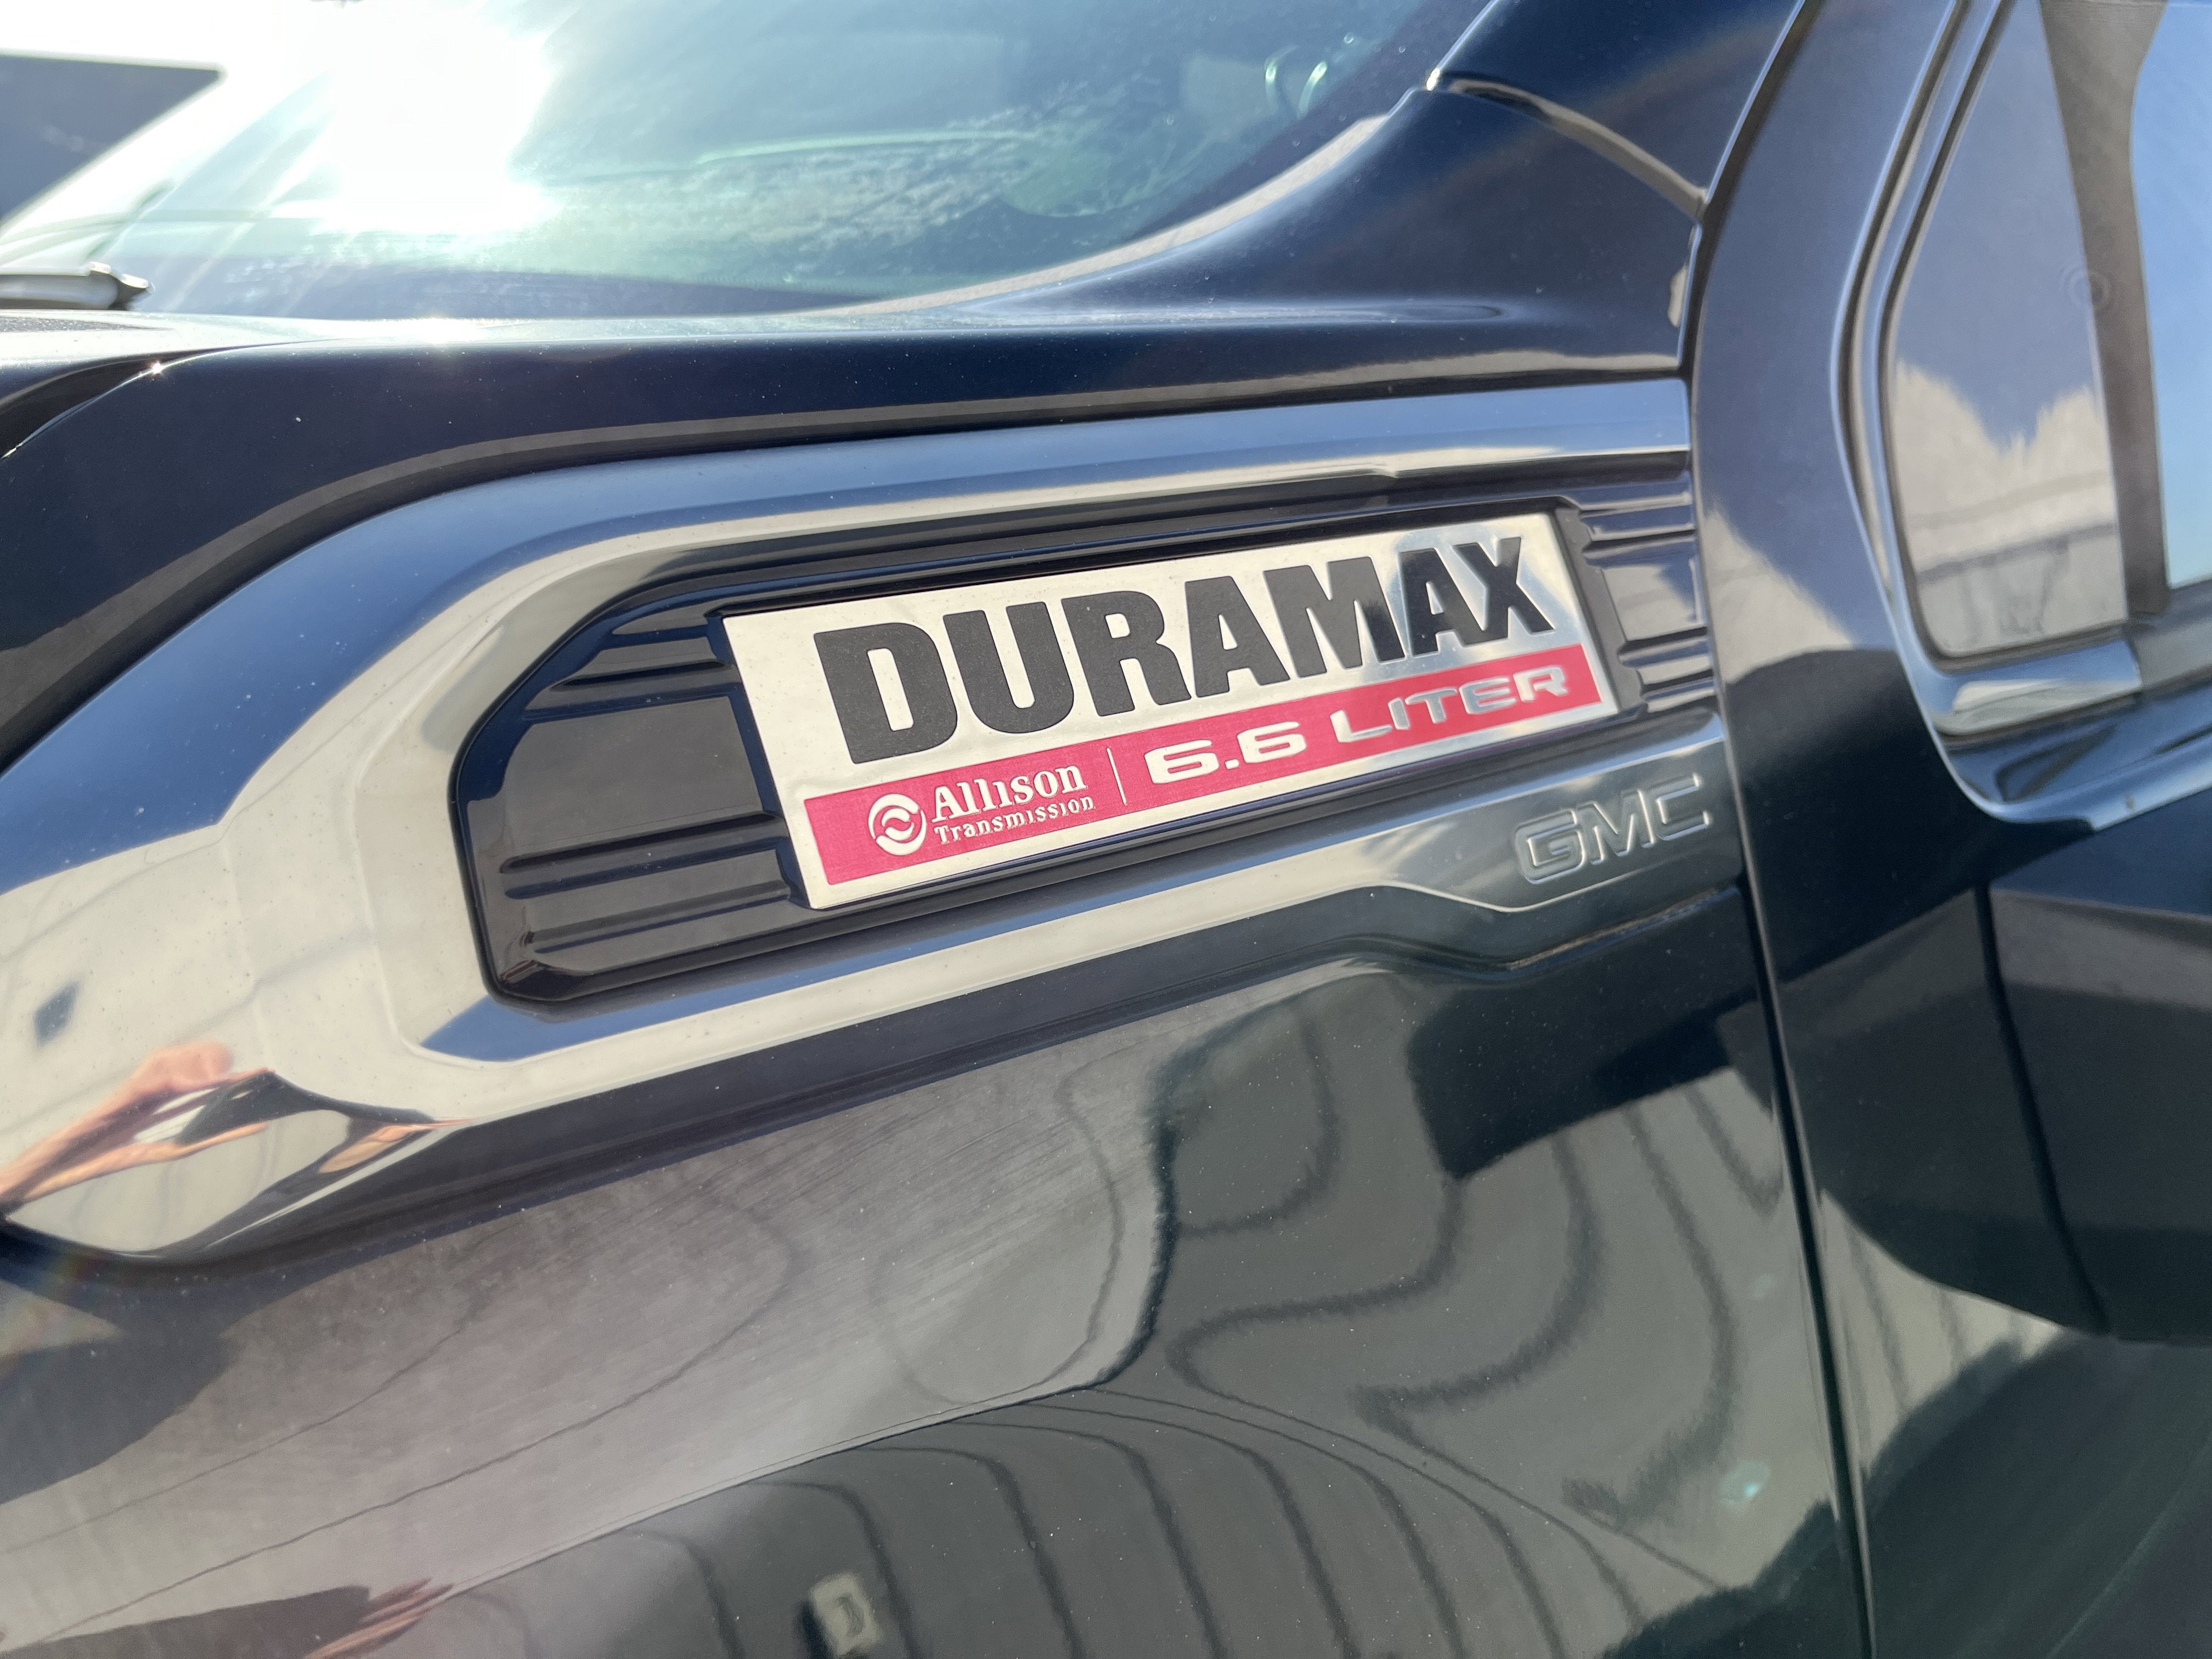 DURAMAX
Allison
Transmission
6.6 LITER
GMC